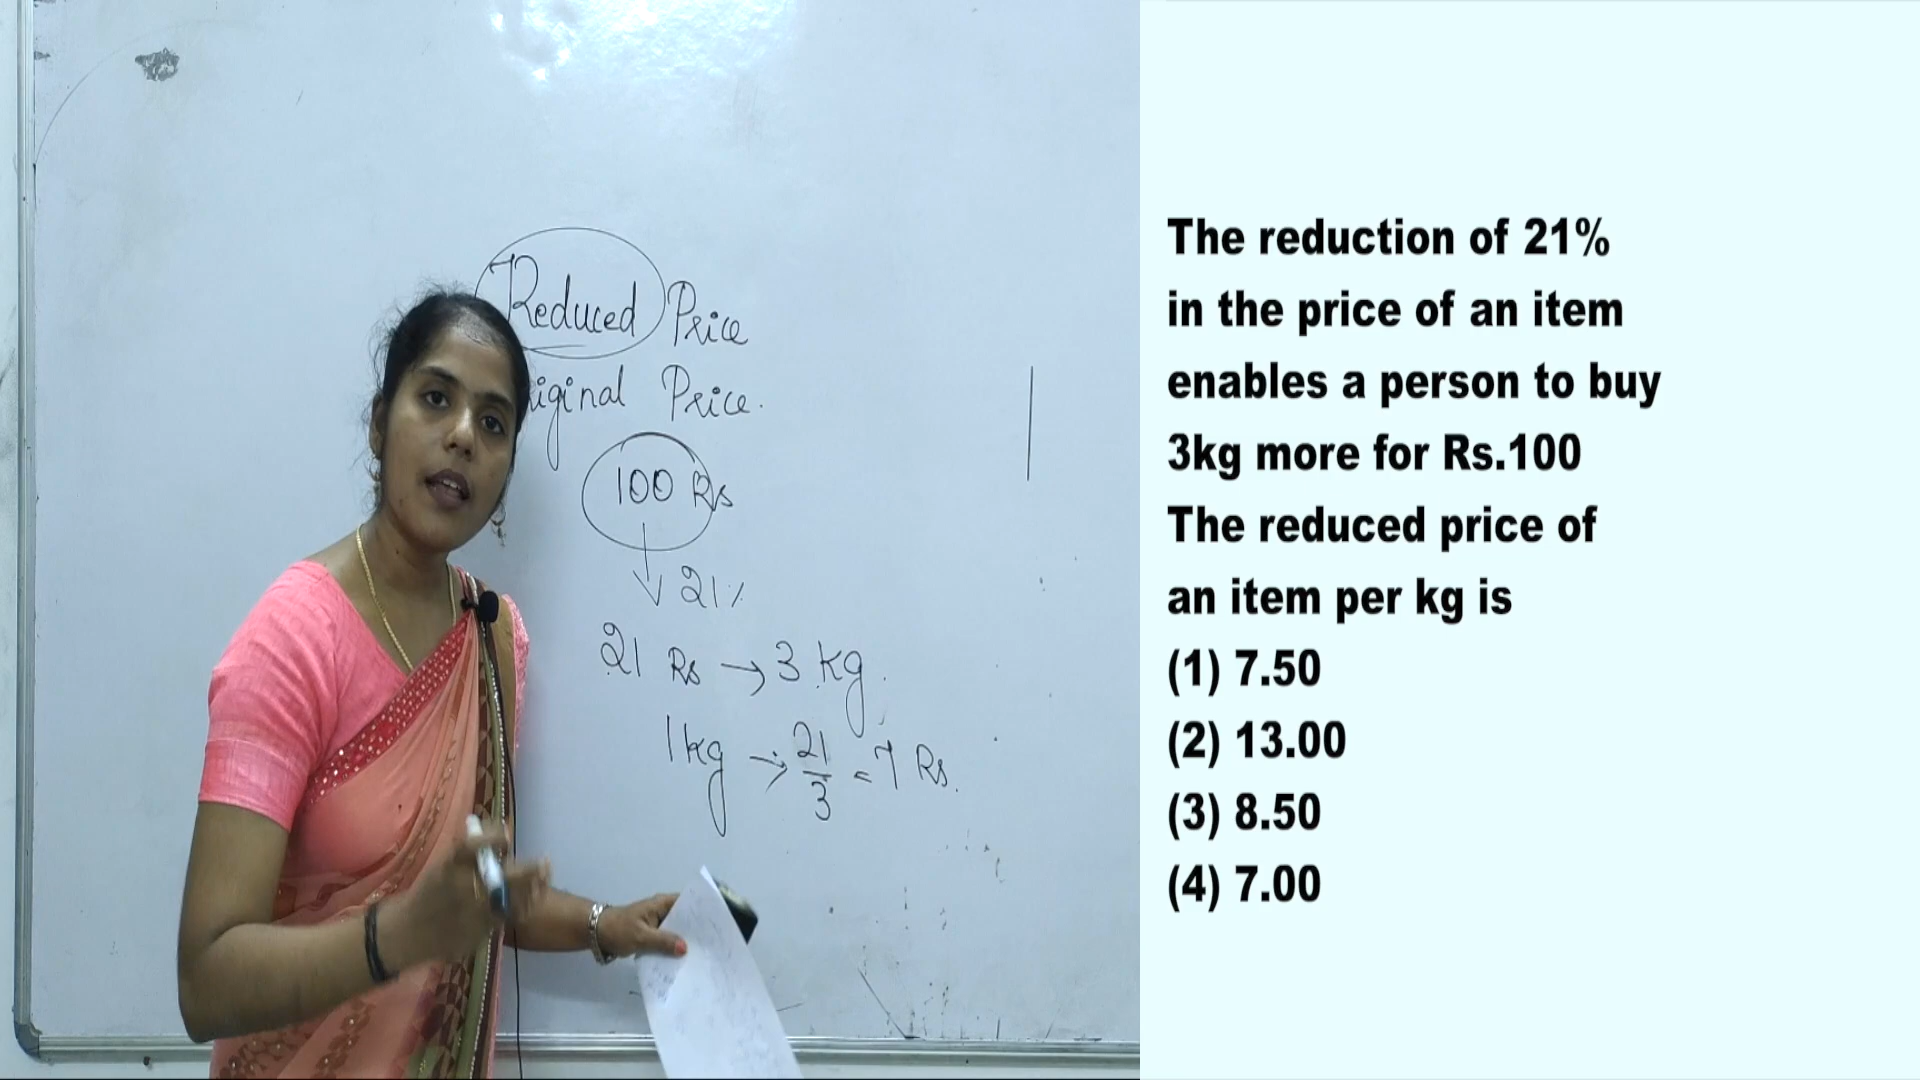 Reduced Price
iginal Price.
100 Rs
21%
21 Rs → 3 kg.
1kg → 21/3 = 7 Rs.
The reduction of 21%
in the price of an item
enables a person to buy
3kg more for Rs.100
The reduced price of
an item per kg is
(1) 7.50
(2) 13.00
(3) 8.50
(4) 7.00